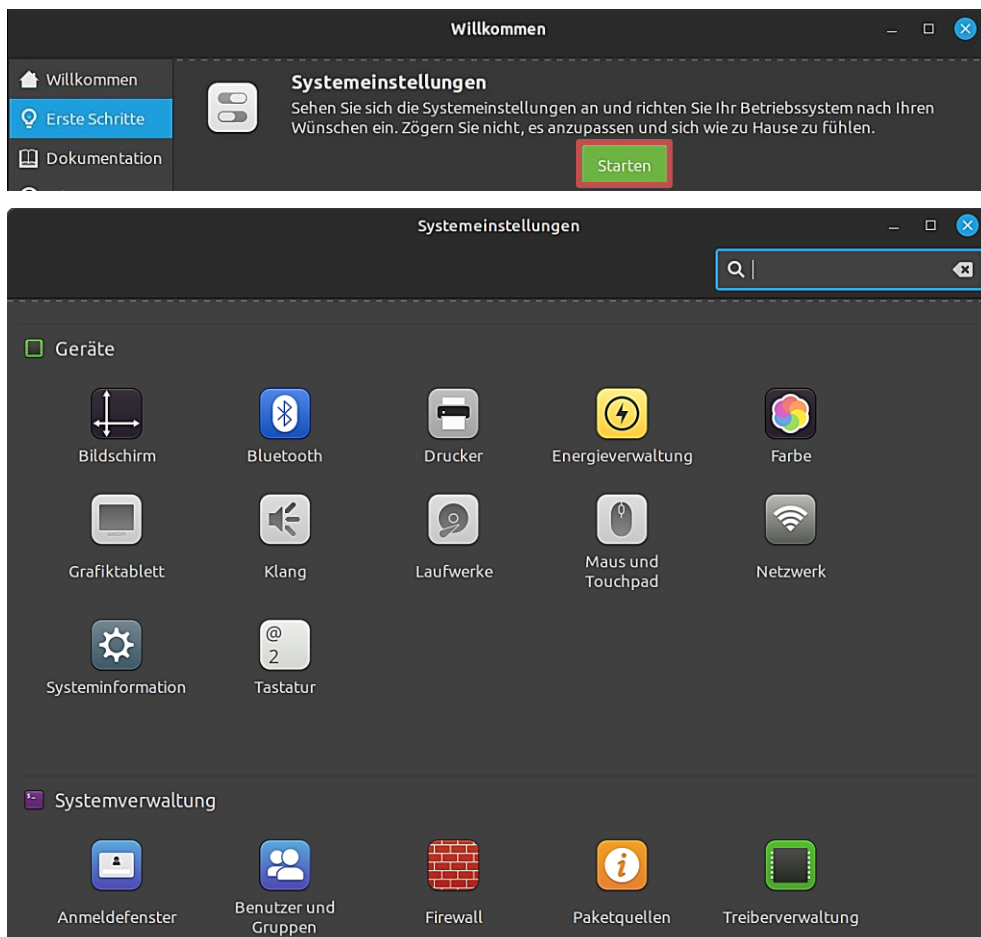 Willkommen
Willkommen
Erste Schritte
Dokumentation
Systemeinstellungen
Sehen Sie sich die Systemeinstellungen an und richten Sie Ihr Betriebssystem nach Ihren
Wünschen ein. Zögern Sie nicht, es anzupassen und sich wie zu Hause zu fühlen.
Starten
Systemeinstellungen
Geräte
Bildschirm
Bluetooth
Drucker
Energieverwaltung
Farbe
Grafiktablett
Klang
Laufwerke
Maus und
Touchpad
Netzwerk
@
2
Systeminformation
Tastatur
Systemverwaltung
Anmeldefenster
Benutzer und
Gruppen
Firewall
Paketquellen
Treiberverwaltung